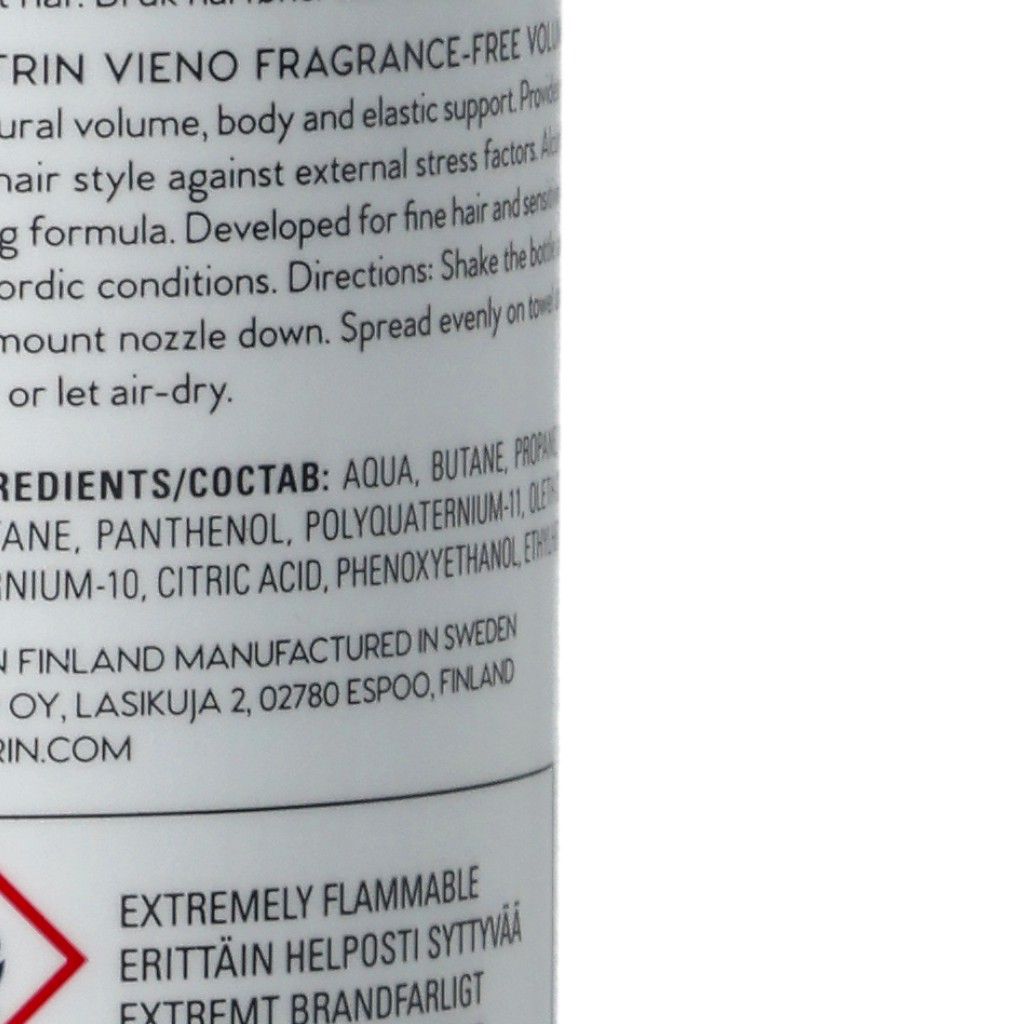 TRIN VIENO FRAGRANCE-FREE
ural volume, body and elastic support.
hair style against external stress factors.
g formula. Developed for fine hair and
ordic conditions. Directions: Shake the
mount nozzle down. Spread evenly on
or let air-dry.
REDIENTS/СОСТАВ: AQUA, BUTANE,
TANE, PANTHENOL, POLYQUATERNIUM-11,
RNIUM-10, CITRIC ACID, PHENOXYETHANOL,
N FINLAND MANUFACTURED IN SWEDEN
OY, LASIKUJA 2, 02780 ESPOO, FINLAND
RIN.COM
EXTREMELY FLAMMABLE
ERITTÄIN HELPOSTI SYTTYVÄÄ
EXTREMT BRANDFARLIGT